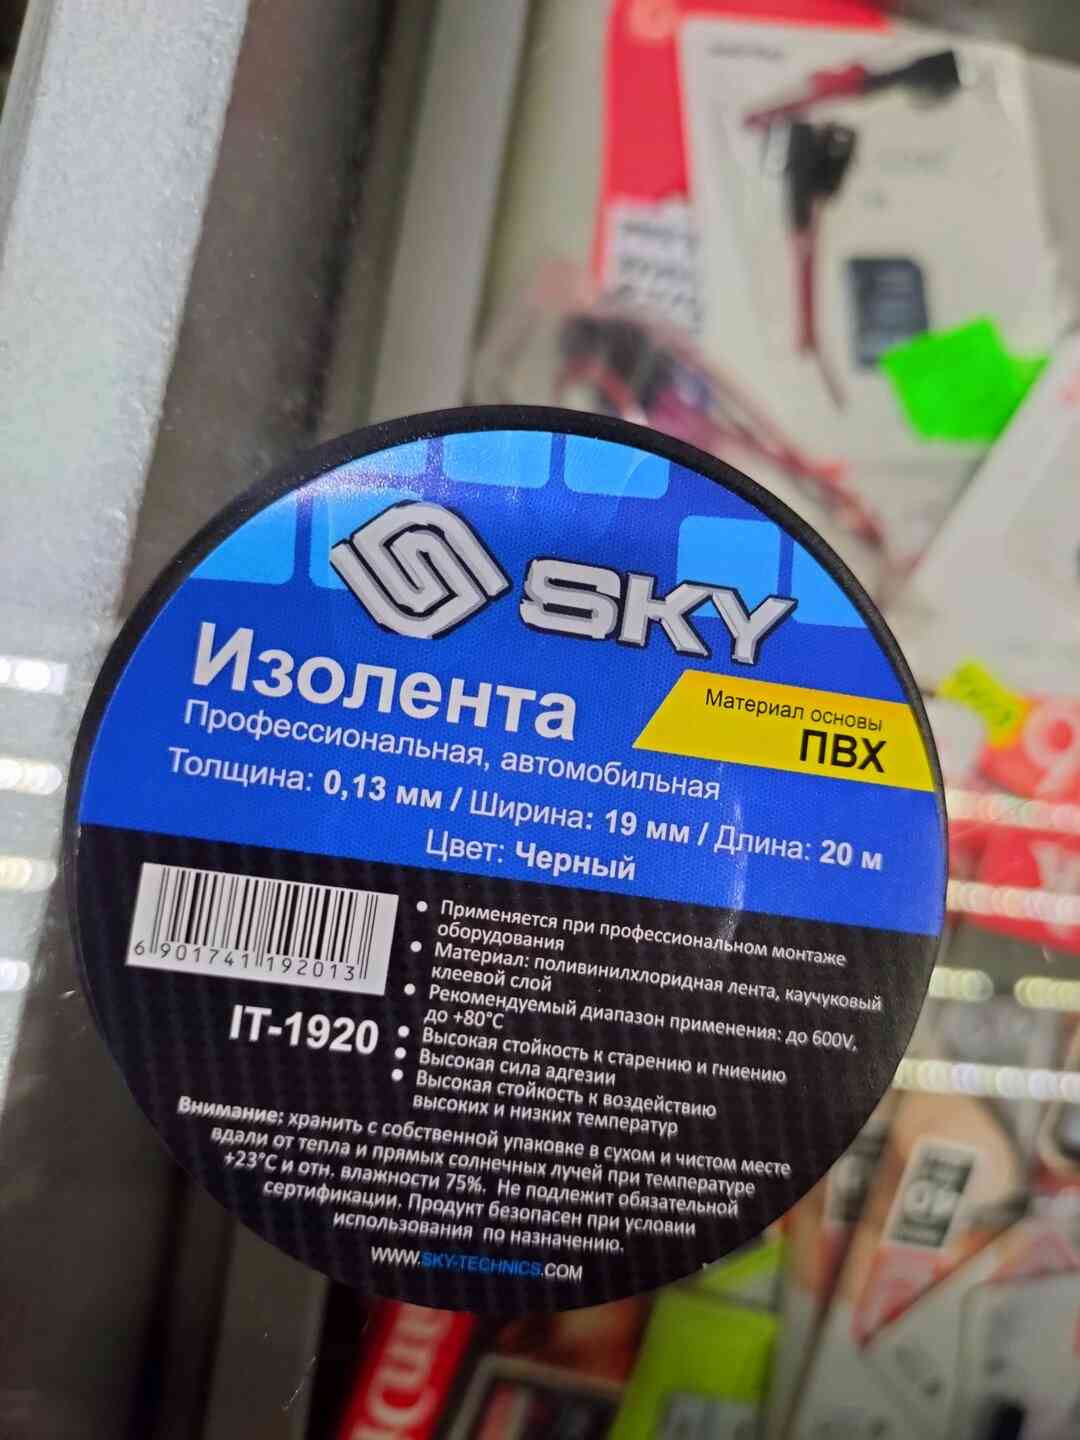 SKY
Изолента
Материал основы
ПВХ
Профессиональная, автомобильная
Толщина: 0,13 мм / Ширина: 19 мм / Длина: 20 м
Цвет: Черный
6 901741 192013
IT-1920
• Применяется при профессиональном монтаже
оборудования
• Материал: поливинилхлоридная лента, каучуковый
клеевой слой
• Рекомендуемый диапазон применения: до 600V,
до +80°C
• Высокая стойкость к старению и гниению
• Высокая сила адгезии
• Высокая стойкость к воздействию
высоких и низких температур
Внимание: хранить с собственной упаковке в сухом и чистом месте
вдали от тепла и прямых солнечных лучей при температуре
+23°C и отн. влажности 75%. Не подлежит обязательной
сертификации. Продукт безопасен при условии
использования по назначению.
WWW.SKY-TECHNICS.COM